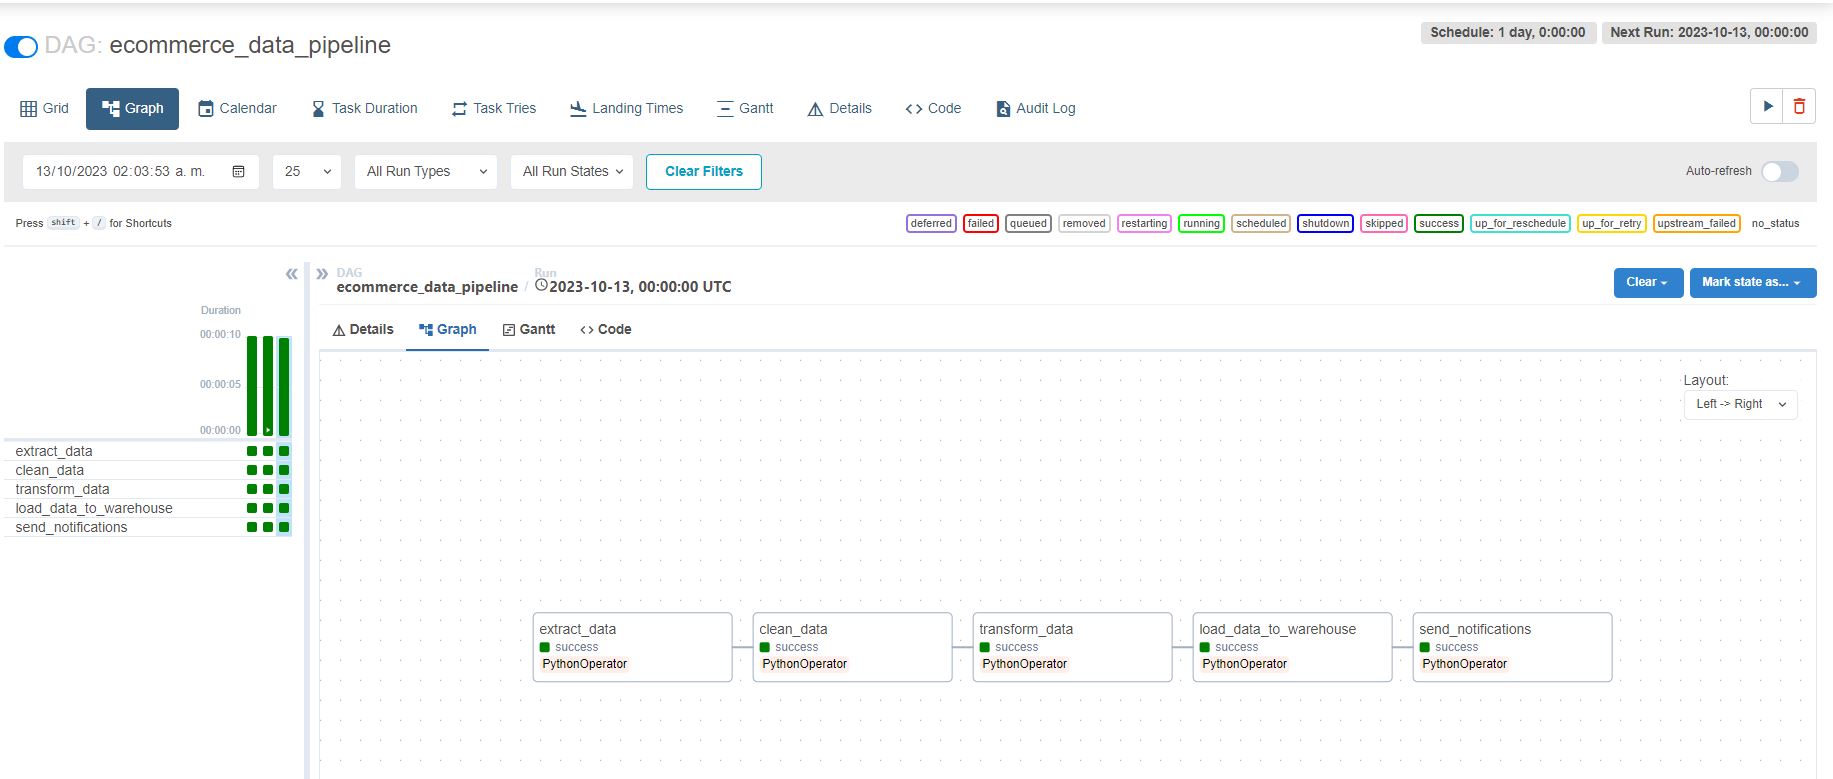 DAG: ecommerce_data_pipeline
Schedule: 1 day, 0:00:00
Next Run: 2023-10-13, 00:00:00
Grid
Graph
Calendar
Task Duration
Task Tries
Landing Times
Gantt
Details
Code
Audit Log
13/10/2023 02:03:53 a. m.
25
All Run Types
All Run States
Clear Filters
Auto-refresh
Press shift + / for Shortcuts
deferred
failed
queued
removed
restarting
running
scheduled
shutdown
skipped
success
up_for_reschedule
up_for_retry
upstream_failed
no_status
DAG
ecommerce_data_pipeline
/
Run
2023-10-13, 00:00:00 UTC
Clear
Mark state as...
Duration
00:00:10
00:00:05
00:00:00
extract_data
clean_data
transform_data
load_data_to_warehouse
send_notifications
Details
Graph
Gantt
Code
Layout:
Left -> Right
extract_data
success
PythonOperator
clean_data
success
PythonOperator
transform_data
success
PythonOperator
load_data_to_warehouse
success
PythonOperator
send_notifications
success
PythonOperator